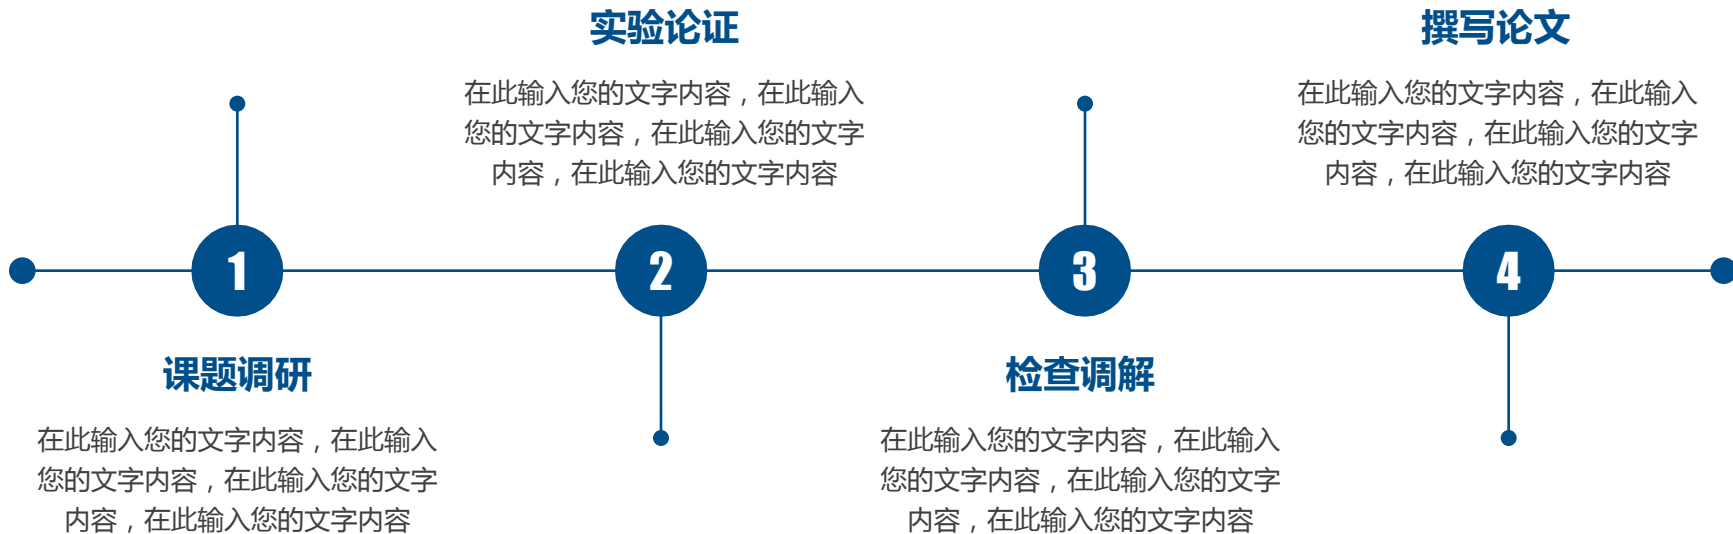 实验论证
在此输入您的文字内容，在此输入
您的文字内容，在此输入您的文字
内容，在此输入您的文字内容
撰写论文
在此输入您的文字内容，在此输入
您的文字内容，在此输入您的文字
内容，在此输入您的文字内容
1
2
3
4
课题调研
在此输入您的文字内容，在此输入
您的文字内容，在此输入您的文字
内容，在此输入您的文字内容
检查调解
在此输入您的文字内容，在此输入
您的文字内容，在此输入您的文字
内容，在此输入您的文字内容